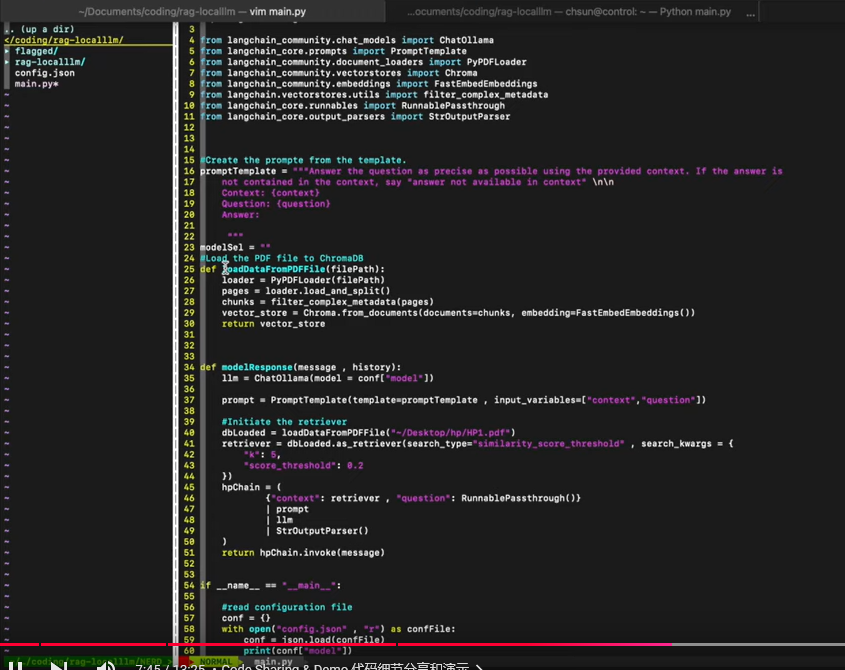 ~/Documents/coding/rag-localllm — vim main.py
...ocuments/coding/rag-localllm — chsun@control: ~ — Python main.py
...
.. (up a dir)
</coding/rag-localllm/
▸ flagged/
▸ rag-localllm/
config.json
main.py*
3
4 from langchain_community.chat_models import ChatOllama
5 from langchain_core.prompts import PromptTemplate
6 from langchain_community.document_loaders import PyPDFLoader
7 from langchain_community.vectorstores import Chroma
8 from langchain_community.embeddings import FastEmbedEmbeddings
9 from langchain.vectorstores.utils import filter_complex_metadata
10 from langchain_core.runnables import RunnablePassthrough
11 from langchain_core.output_parsers import StrOutputParser
12
13
14
15 #Create the prompte from the template.
16 promptTemplate = """Answer the question as precise as possible using the provided context. If the answer is
17 not contained in the context, say "answer not available in context" \n\n
18 Context: {context}
19 Question: {question}
20 Answer:
21
22 """
23 modelSel = ""
24 #Load the PDF file to ChromaDB
25 def loadDataFromPDFFile(filePath):
26 loader = PyPDFLoader(filePath)
27 pages = loader.load_and_split()
28 chunks = filter_complex_metadata(pages)
29 vector_store = Chroma.from_documents(documents=chunks, embedding=FastEmbedEmbeddings())
30 return vector_store
31
32
33
34 def modelResponse(message , history):
35 llm = ChatOllama(model = conf["model"])
36
37 prompt = PromptTemplate(template=promptTemplate , input_variables=["context","question"])
38
39 #Initiate the retriever
40 dbLoaded = loadDataFromPDFFile("~/Desktop/hp/HP1.pdf")
41 retriever = dbLoaded.as_retriever(search_type="similarity_score_threshold" , search_kwargs = {
42 "k": 5,
43 "score_threshold": 0.2
44 })
45 hpChain = (
46 {"context": retriever , "question": RunnablePassthrough()}
47 | prompt
48 | llm
49 | StrOutputParser()
50 )
51 return hpChain.invoke(message)
52
53
54 if __name__ == "__main__":
55
56 #read configuration file
57 conf = {}
58 with open("config.json" , "r") as confFile:
59 conf = json.load(confFile)
60 print(conf["model"])
/coding/rag-localllm/NERD
NORMAL
main.py
7:45 / 13:25 • Code Sharing & Demo 代码细节分享和演示